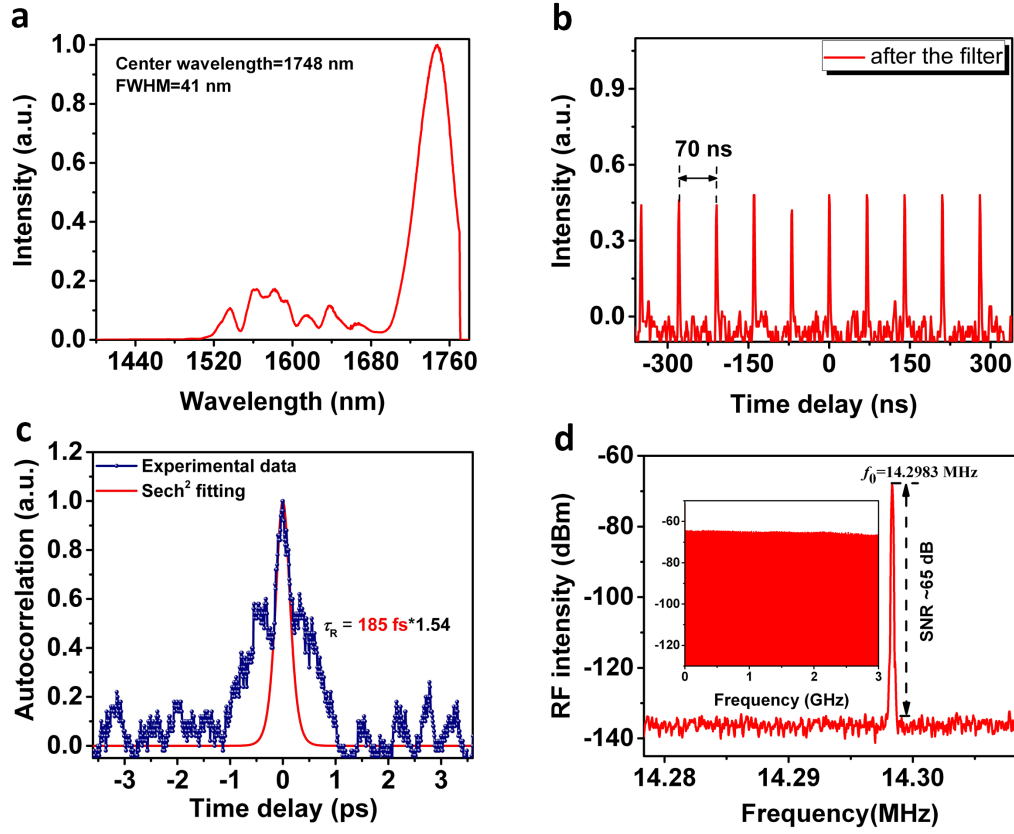 a
Center wavelength=1748 nm
FWHM=41 nm
Intensity (a.u.)
1.0
0.8
0.6
0.4
0.2
0.0
1440
1520
1600
1680
1760
Wavelength (nm)
b
after the filter
70 ns
Intensity (a.u.)
0.9
0.6
0.3
0.0
-300
-150
0
150
300
Time delay (ns)
c
Experimental data
Sech² fitting
τR = 185 fs*1.54
Autocorrelation (a.u.)
1.2
1.0
0.8
0.6
0.4
0.2
0.0
-3
-2
-1
0
1
2
3
Time delay (ps)
d
f0=14.2983 MHz
SNR ~65 dB
RF intensity (dBm)
-60
-80
-100
-120
-140
14.28
14.29
14.30
Frequency(MHz)
-60
-80
-100
-120
0
1
2
3
Frequency (GHz)